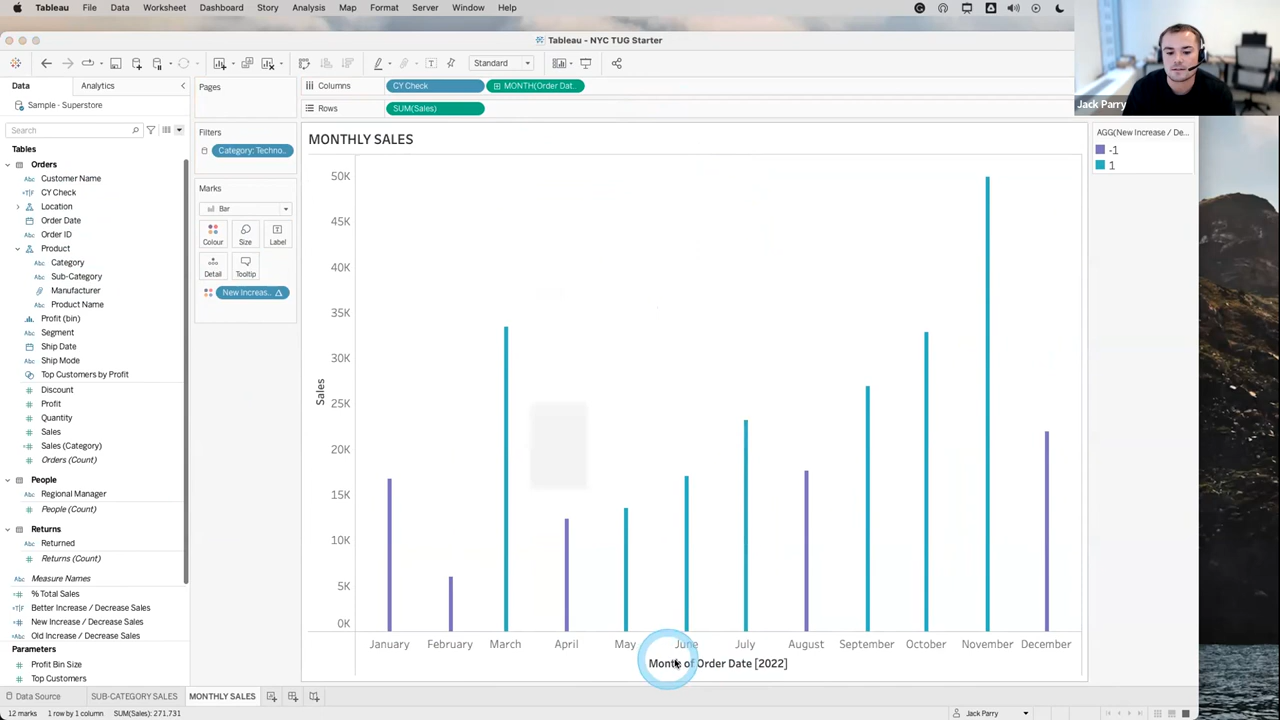 Tableau File Data Worksheet Dashboard Story Analysis Map Format Server Window Help
Tableau - NYC TUG Starter
Standard
Jack Parry
Data Analytics
Sample - Superstore
Search
Tables
Orders
Customer Name
CY Check
Location
Order Date
Order ID
Product
Category
Sub-Category
Manufacturer
Product Name
Profit (bin)
Segment
Ship Date
Ship Mode
Top Customers by Profit
Discount
Profit
Quantity
Sales
Sales (Category)
Orders (Count)
People
Regional Manager
People (Count)
Returns
Returned
Returns (Count)
Measure Names
% Total Sales
Better Increase / Decrease Sales
New Increase / Decrease Sales
Old Increase / Decrease Sales
Parameters
Profit Bin Size
Top Customers
Pages
Filters
Category: Techno..
Marks
Bar
Colour Size Label
Detail Tooltip
New Increas..
Columns CY Check MONTH(Order Dat..
Rows SUM(Sales)
MONTHLY SALES
50K
45K
40K
35K
30K
25K
20K
15K
10K
5K
0K
Sales
January February March April May June July August September October November December
Month of Order Date [2022]
AGG(New Increase / De...
-1
1
Data Source SUB-CATEGORY SALES MONTHLY SALES
12 marks 1 row by 1 column SUM(Sales): 271,731 Jack Parry